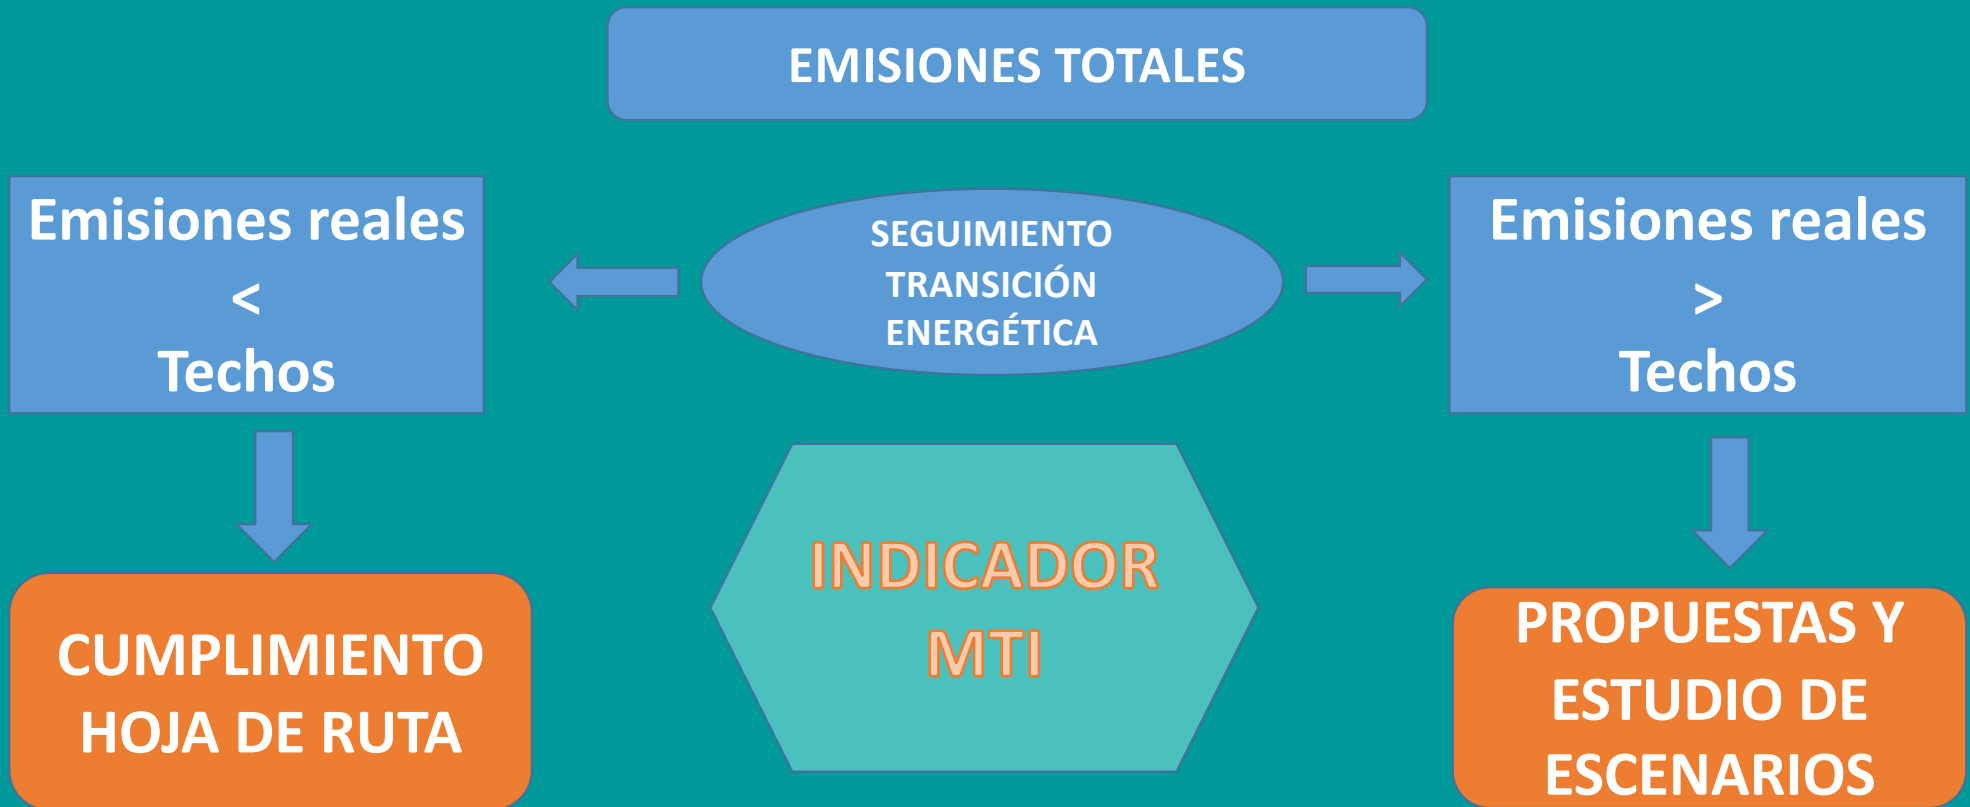 EMISIONES TOTALES
Emisiones reales
<
Techos
SEGUIMIENTO
TRANSICIÓN
ENERGÉTICA
Emisiones reales
>
Techos
CUMPLIMIENTO
HOJA DE RUTA
INDICADOR
MTI
PROPUESTAS Y
ESTUDIO DE
ESCENARIOS